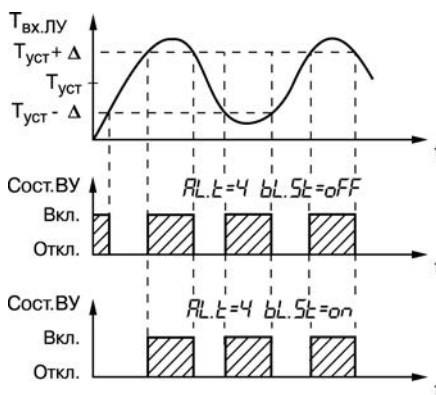 Tвх.ЛУ
Tуст+ Δ
Tуст
Tуст - Δ
t
Сост.ВУ
AL.t=4 bL.St=oFF
Вкл.
Откл.
t
Сост.ВУ
AL.t=4 bL.St=on
Вкл.
Откл.
t